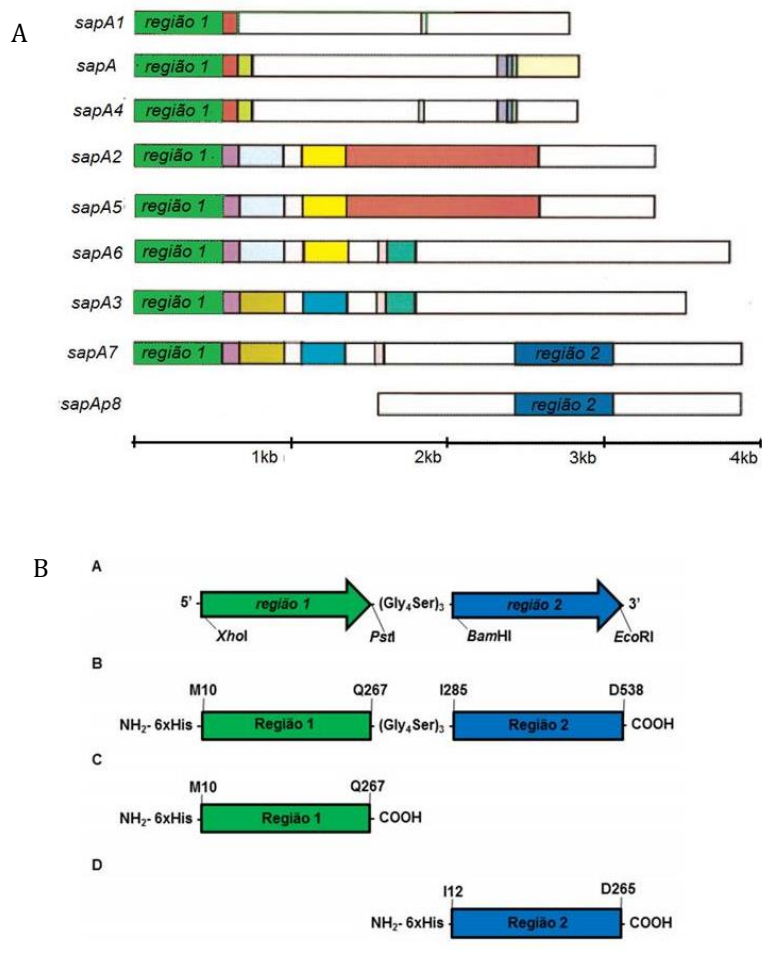 A
sapA1 região 1
sapA região 1
sapA4 região 1
sapA2 região 1
sapA5 região 1
sapA6 região 1
sapA3 região 1
sapA7 região 1 região 2
sapAp8 região 2
1kb 2kb 3kb 4kb
B
A
5' região 1 (Gly4Ser)3 região 2 3'
XhoI PstI BamHI EcoRI
B
M10 Q267 I285 D538
NH2- 6xHis Região 1 (Gly4Ser)3 Região 2 COOH
C
M10 Q267
NH2- 6xHis Região 1 COOH
D
I12 D265
NH2- 6xHis Região 2 COOH